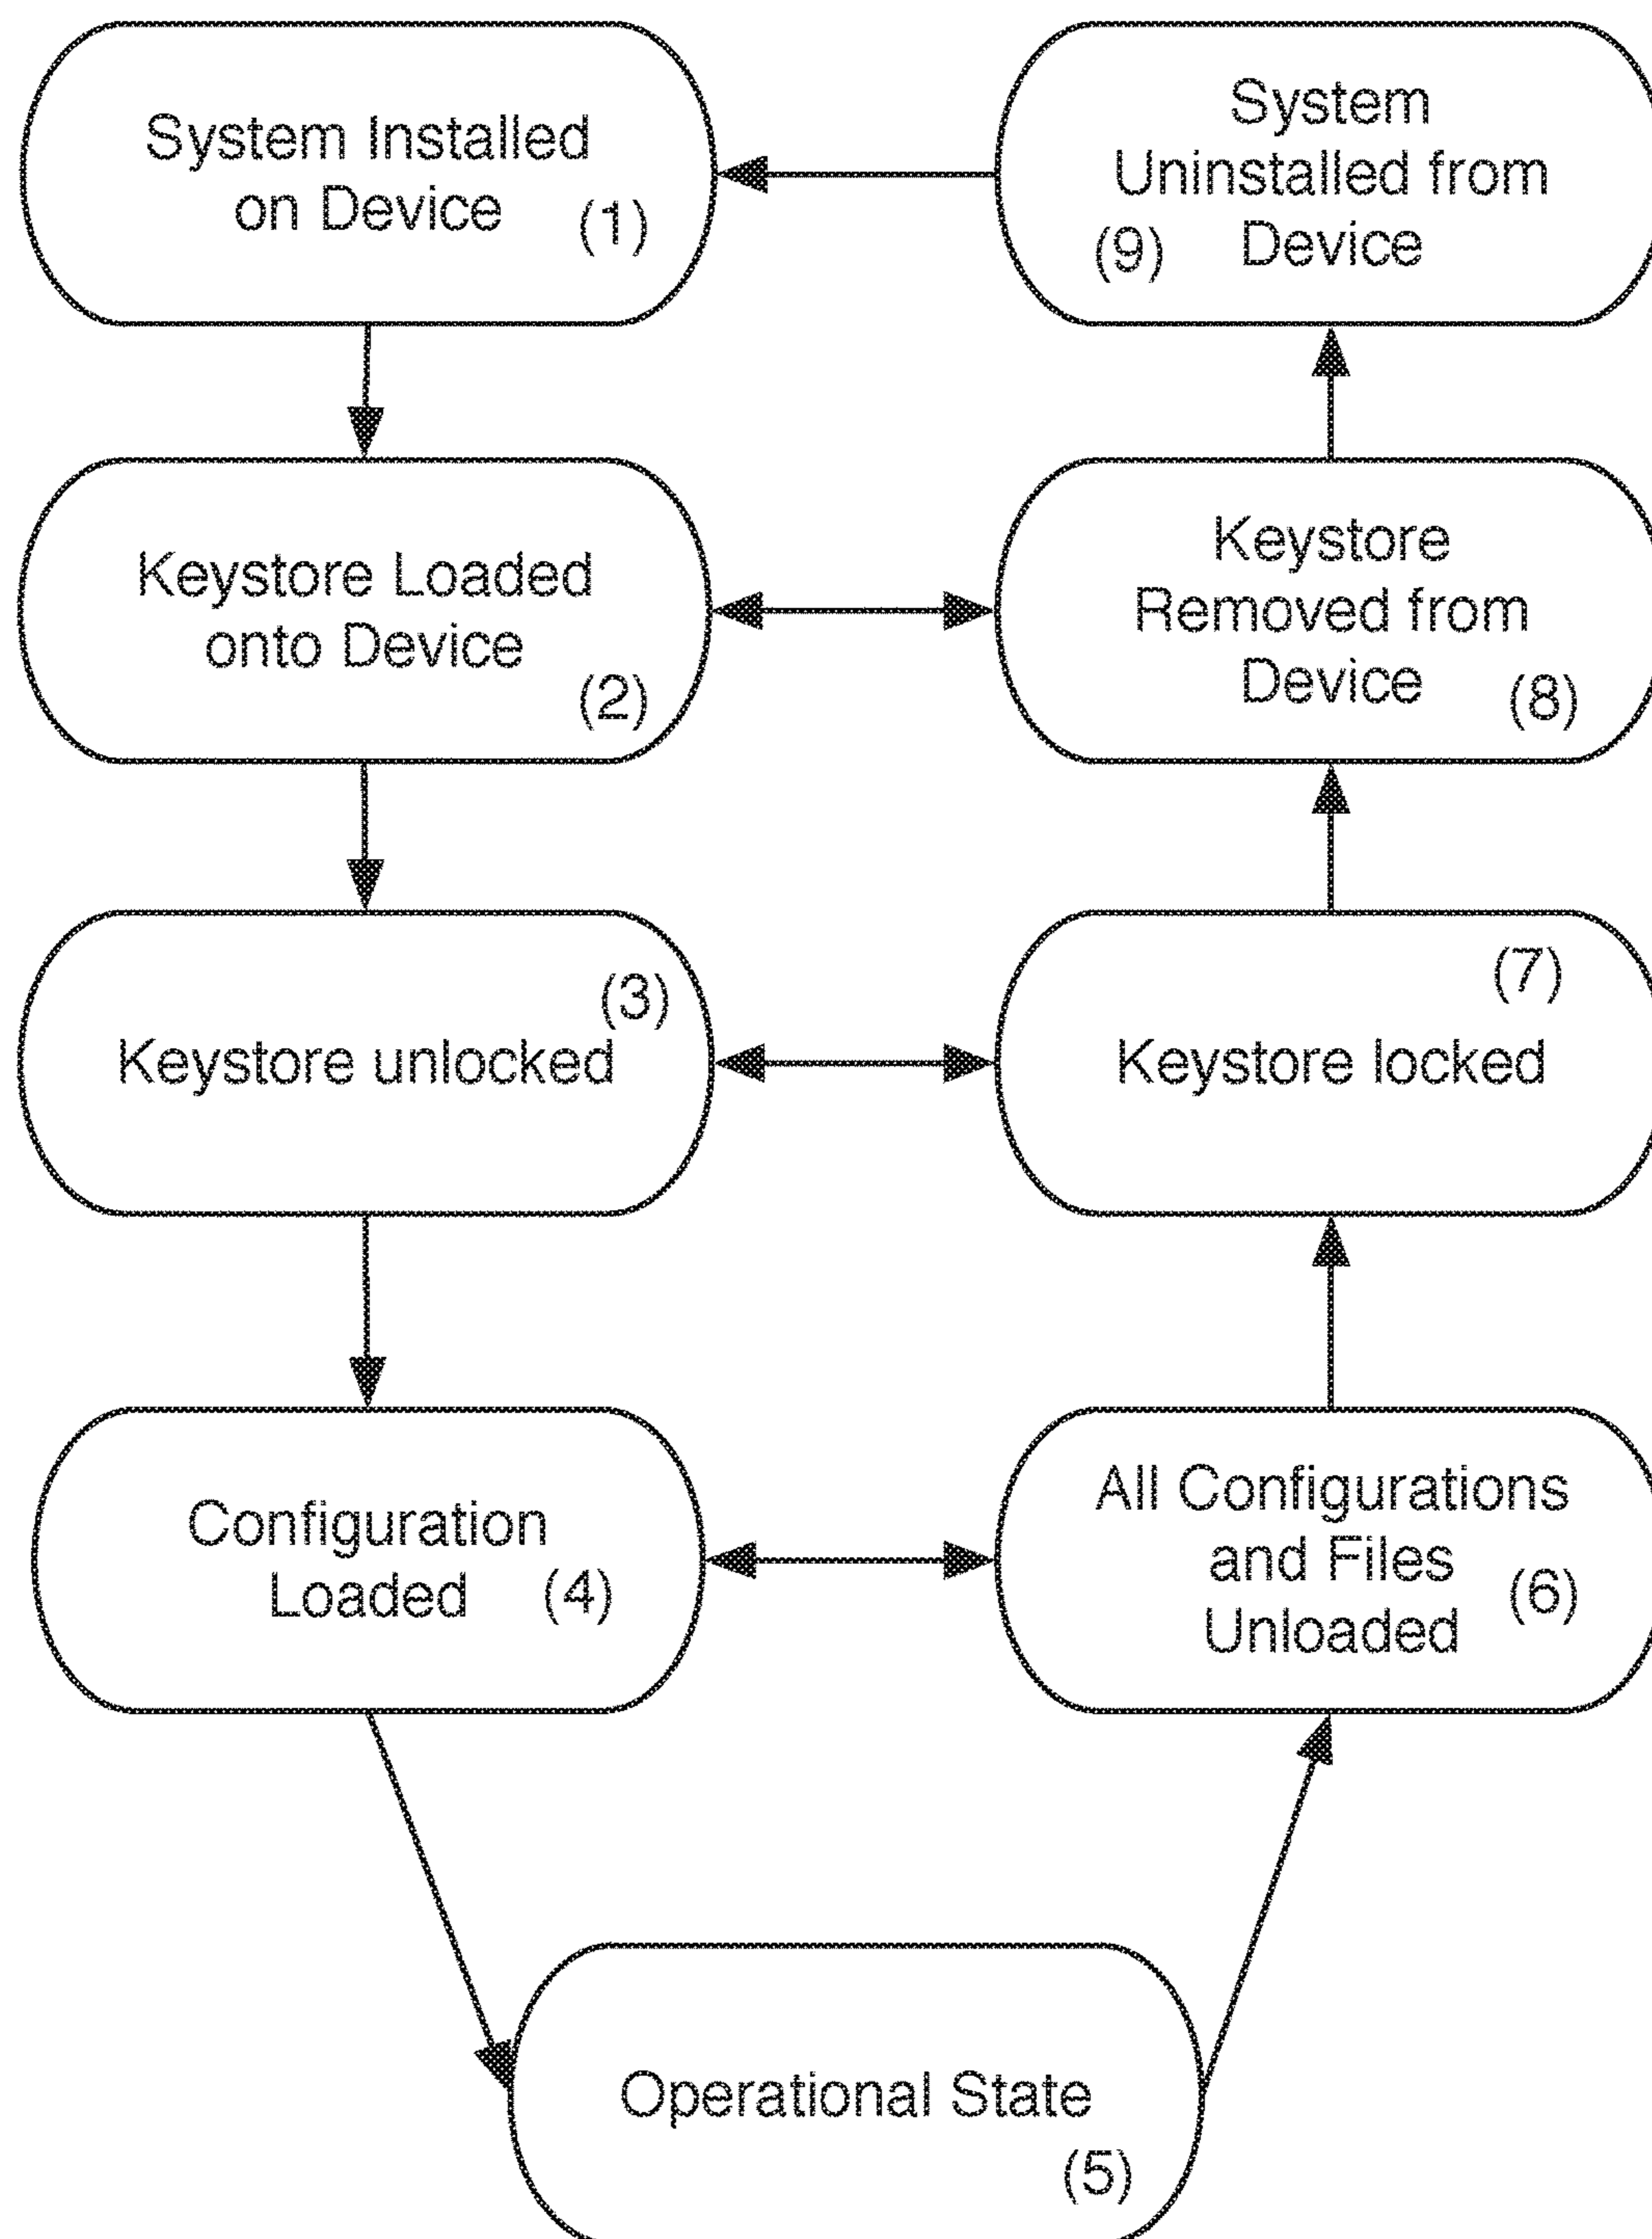 System Installed
on Device
(1)
System
Uninstalled from
Device
(9)
Keystore Loaded
onto Device
(2)
Keystore
Removed from
Device
(8)
(3)
Keystore unlocked
(7)
Keystore locked
Configuration
Loaded
(4)
All Configurations
and Files
Unloaded
(6)
Operational State
(5)